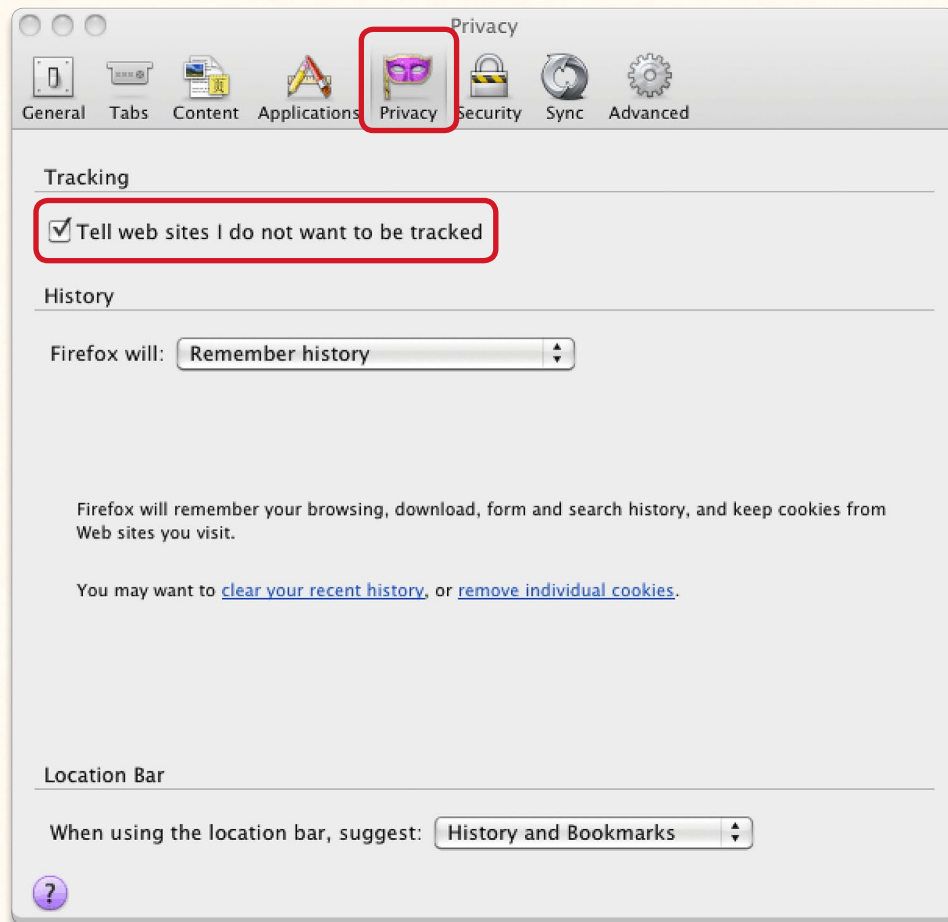 Privacy
General Tabs Content Applications Privacy Security Sync Advanced
Tracking
Tell web sites I do not want to be tracked
History
Firefox will: Remember history
Firefox will remember your browsing, download, form and search history, and keep cookies from
Web sites you visit.
You may want to clear your recent history, or remove individual cookies.
Location Bar
When using the location bar, suggest: History and Bookmarks
?